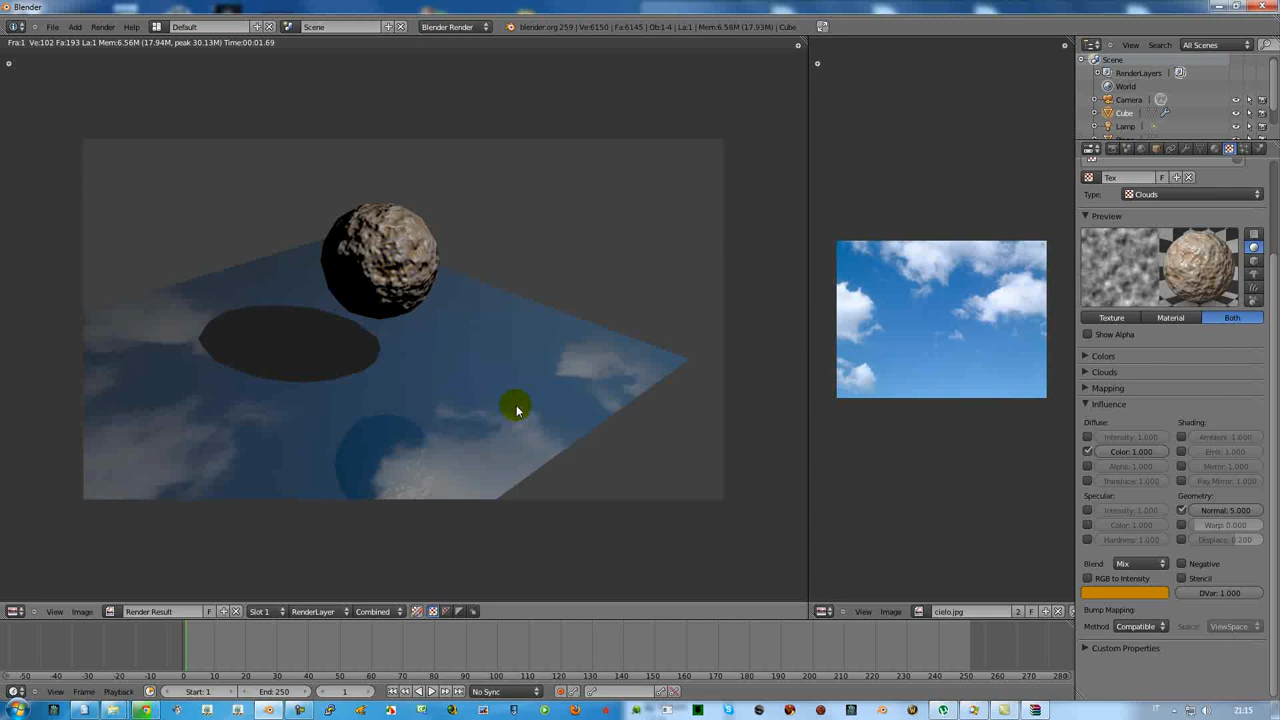 Blender
File Add Render Help Default Scene Blender Render blender.org 259 | Ve:6150 | Fa:6145 | Ob:1-4 | La:1 | Mem:6.58M (17.93M) | Cube
Fra:1 Ve:102 Fa:193 La:1 Mem:6.56M (17.94M, peak 30.13M) Time:00:01.69
View Search All Scenes
Scene
RenderLayers
World
Camera
Cube
Lamp
Tex F
Type: Clouds
Preview
Texture Material Both
Show Alpha
Colors
Clouds
Mapping
Influence
Diffuse: Shading:
Intensity: 1.000 Ambient: 1.000
Color: 1.000 Emit: 1.000
Alpha: 1.000 Mirror: 1.000
Transluce: 1.000 Ray Mirror: 1.000
Specular: Geometry:
Intensity: 1.000 Normal: 5.000
Color: 1.000 Warp: 0.000
Hardness: 1.000 Displace: 0.200
Blend Mix Negative
RGB to Intensity Stencil
DVar: 1.000
Bump Mapping:
Method Compatible Space: ViewSpace
Custom Properties
View Image Render Result F Slot 1 RenderLayer Combined
View Image cielo.jpg 2 F
-50 -40 -30 -20 -10 0 10 20 30 40 50 60 70 80 90 100 110 120 130 140 150 160 170 180 190 200 210 220 230 240 250 260 270 280
View Frame Playback Start: 1 End: 250 1 No Sync
IT 21:15